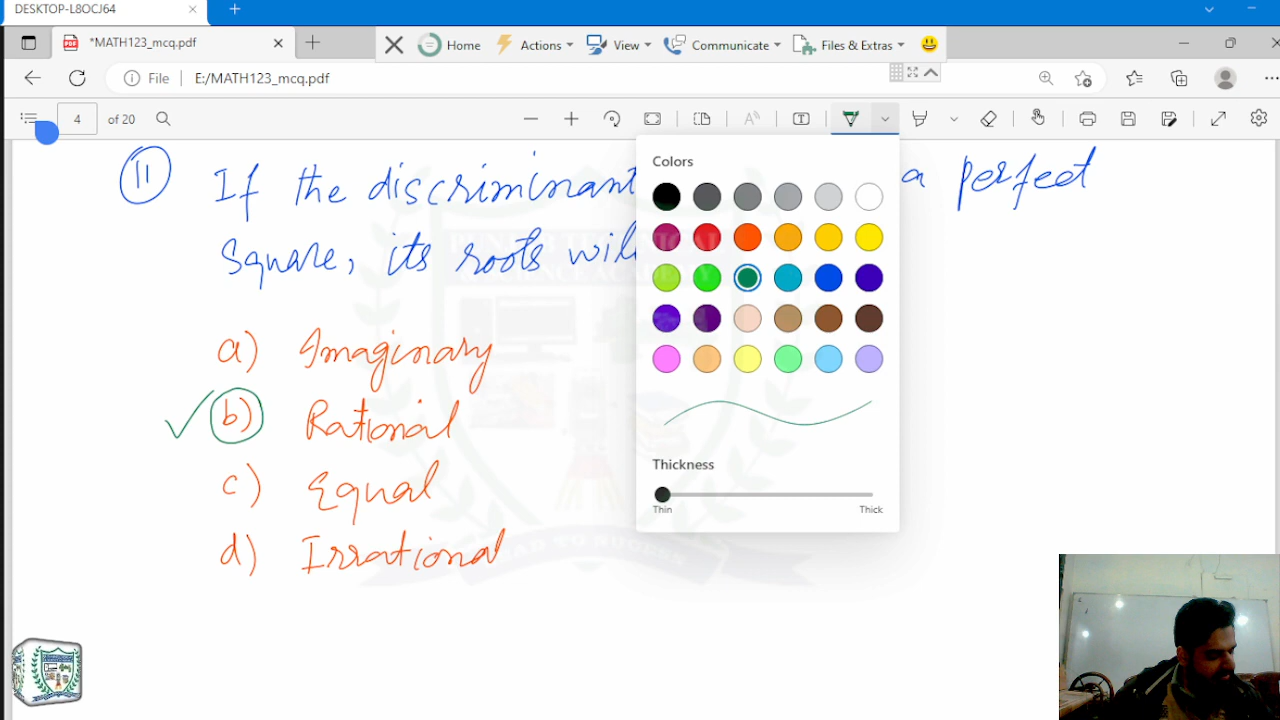 DESKTOP-L8OCJ64
*MATH123_mcq.pdf
Home Actions View Communicate Files & Extras
File E:/MATH123_mcq.pdf
4 of 20
11 If the discriminant a perfect
square, its roots will
a) Imaginary
b) Rational
c) Equal
d) Irrational
Colors
Thickness
Thin Thick